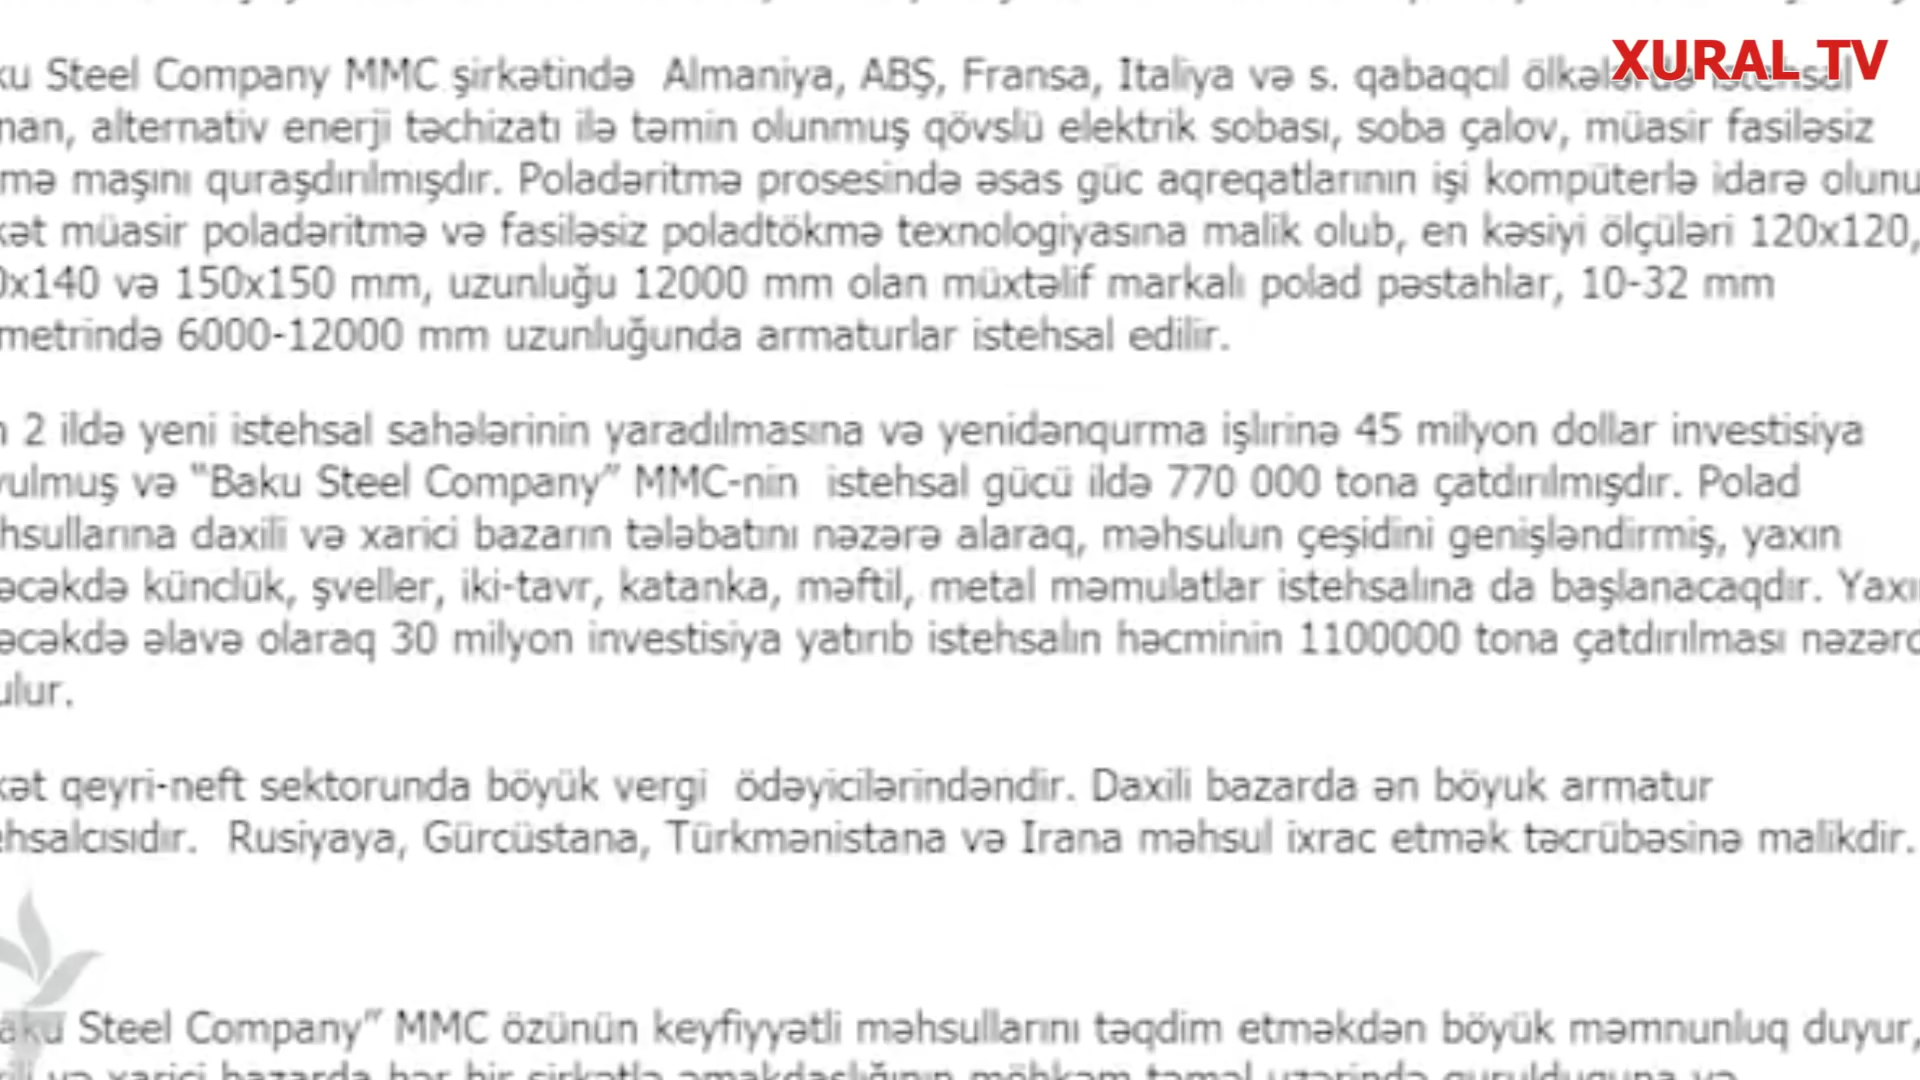 XURAL TV
ku Steel Company MMC şirkətində Almaniya, ABŞ, Fransa, Italiya və s. qabaqcıl ölkələrdə istehsal
nan, alternativ enerji təchizatı ilə təmin olunmuş qövslü elektrik sobası, soba çalov, müasir fasiləsiz
mə maşını quraşdırılmışdır. Poladəritmə prosesində əsas güc aqreqatlarının işi kompüterlə idarə olunu
kət müasir poladəritmə və fasiləsiz poladtökmə texnologiyasına malik olub, en kəsiyi ölçüləri 120x120,
0x140 və 150x150 mm, uzunluğu 12000 mm olan müxtəlif markalı polad pəstahlar, 10-32 mm
metrində 6000-12000 mm uzunluğunda armaturlar istehsal edilir.
n 2 ildə yeni istehsal sahələrinin yaradılmasına və yenidənqurma işlırinə 45 milyon dollar investisiya
yulmuş və "Baku Steel Company" MMC-nin istehsal gücü ildə 770 000 tona çatdırılmışdır. Polad
hsullarına daxili və xarici bazarın tələbatını nəzərə alaraq, məhsulun çeşidini genişləndirmiş, yaxın
əcəkdə künclük, şveller, iki-tavr, katanka, məftil, metal məmulatlar istehsalına da başlanacaqdır. Yaxı
əcəkdə əlavə olaraq 30 milyon investisiya yatırıb istehsalın həcminin 1100000 tona çatdırılması nəzərd
ulur.
kət qeyri-neft sektorunda böyük vergi ödəyicilərindəndir. Daxili bazarda ən böyuk armatur
ehsalcısıdır. Rusiyaya, Gürcüstana, Türkmənistana və Irana məhsul ixrac etmək təcrübəsinə malikdir.
aku Steel Company" MMC özünün keyfiyyətli məhsullarını təqdim etməkdən böyük məmnunluq duyur,